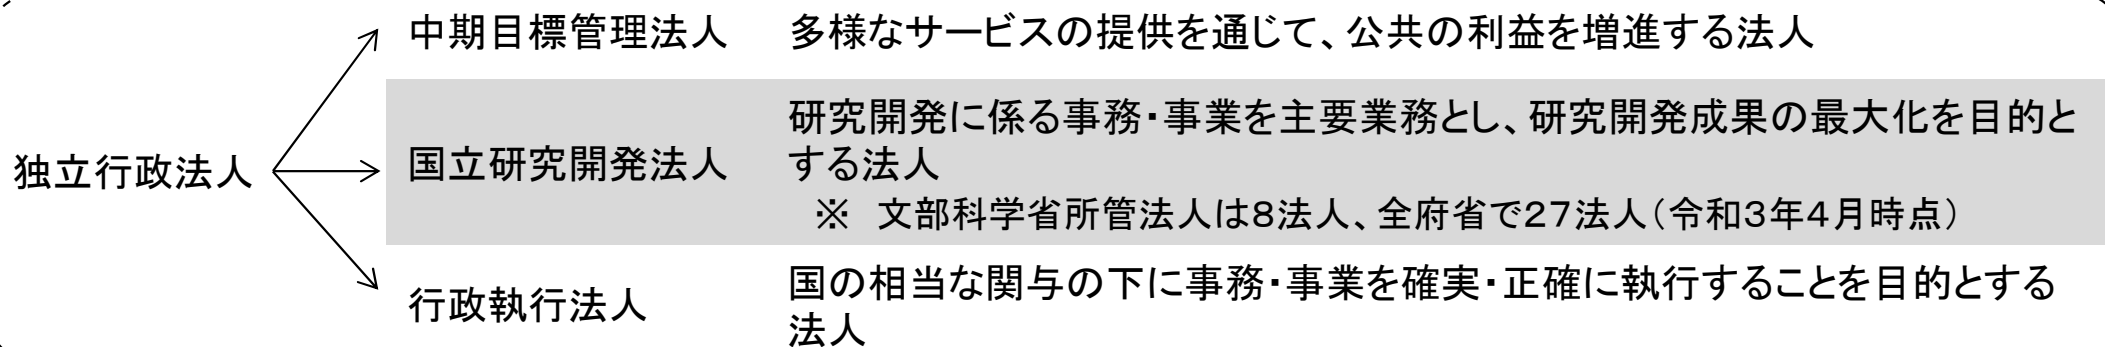 中期目標管理法人 多様なサービスの提供を通じて、公共の利益を増進する法人
独立行政法人
国立研究開発法人
研究開発に係る事務・事業を主要業務とし、研究開発成果の最大化を目的と
する法人
※ 文部科学省所管法人は８法人、全府省で２７法人（令和３年４月時点）
行政執行法人
国の相当な関与の下に事務・事業を確実・正確に執行することを目的とする
法人